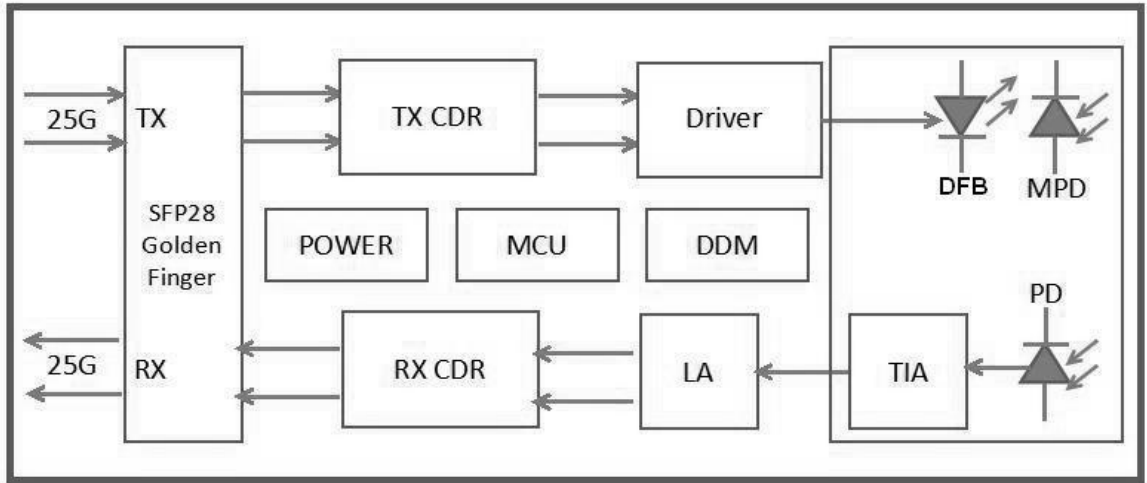 25G
TX
TX CDR
Driver
DFB
MPD
SFP28
Golden
Finger
POWER
MCU
DDM
PD
25G
RX
RX CDR
LA
TIA